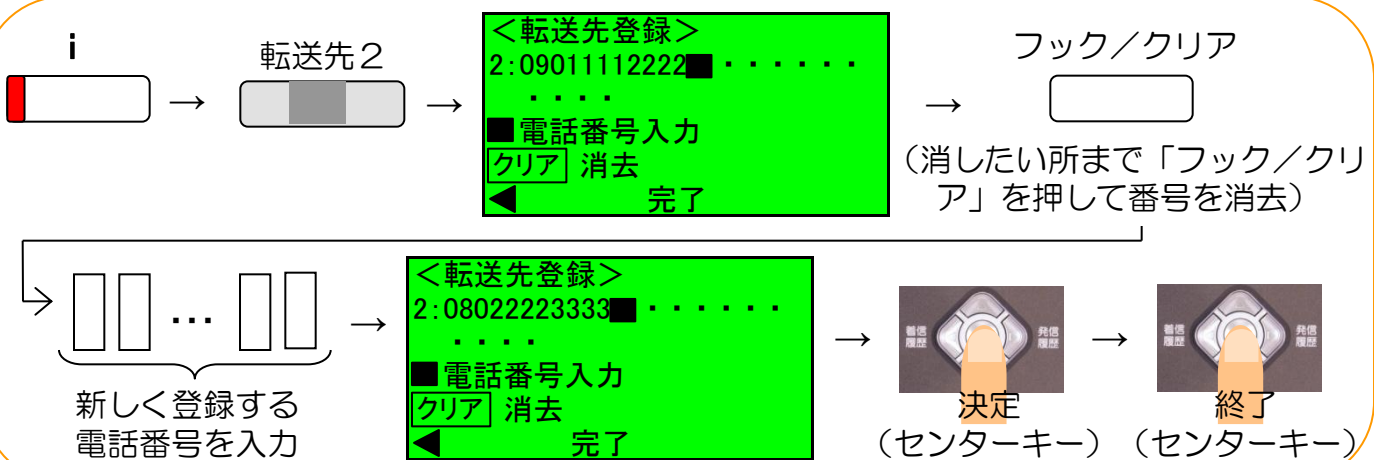 i
転送先2
＜転送先登録＞
2:09011112222■・・・・・・
・・・・
■電話番号入力
クリア 消去
◀ 完了
フック／クリア
（消したい所まで「フック／クリ
ア」を押して番号を消去）
…
新しく登録する
電話番号を入力
＜転送先登録＞
2:08022223333■・・・・・・
・・・・
■電話番号入力
クリア 消去
◀ 完了
着信
履歴
発信
履歴
決定
（センターキー）
着信
履歴
発信
履歴
終了
（センターキー）